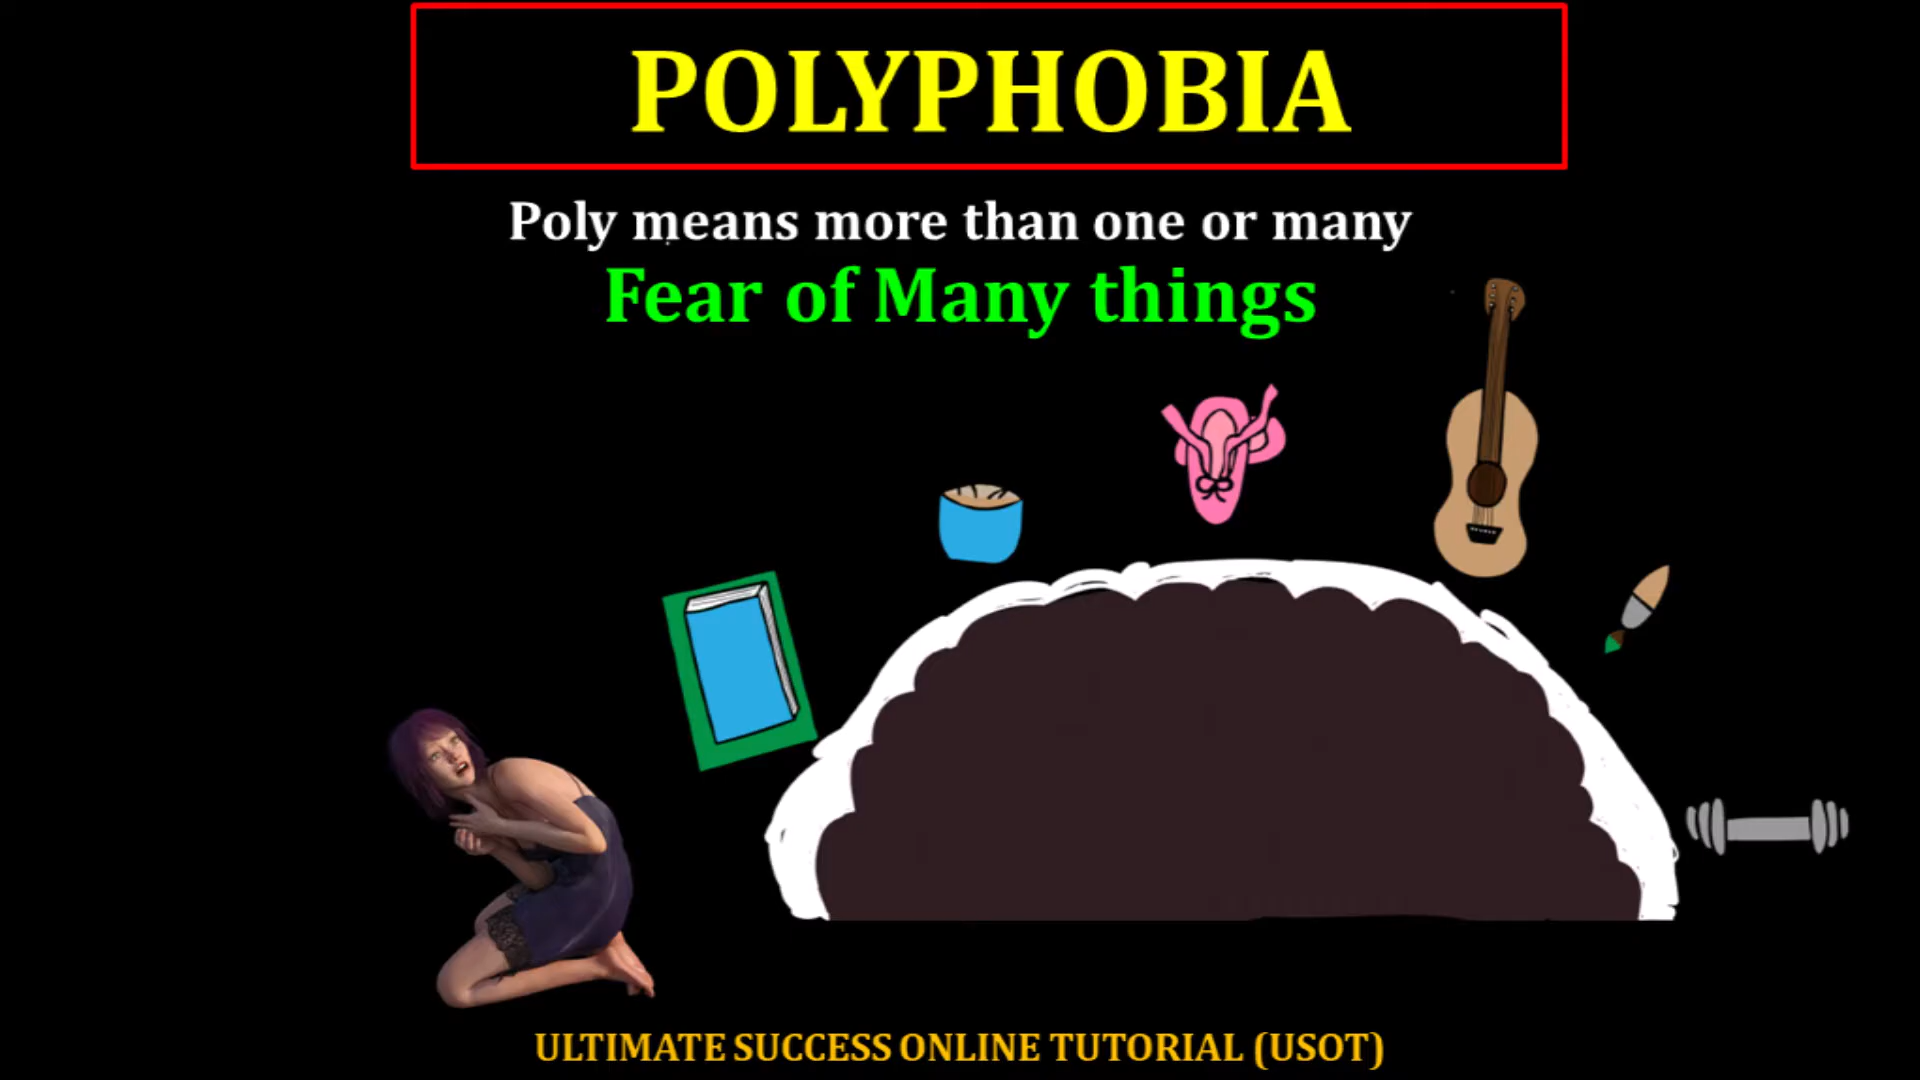 POLYPHOBIA
Poly means more than one or many
Fear of Many things
ULTIMATE SUCCESS ONLINE TUTORIAL (USOT)